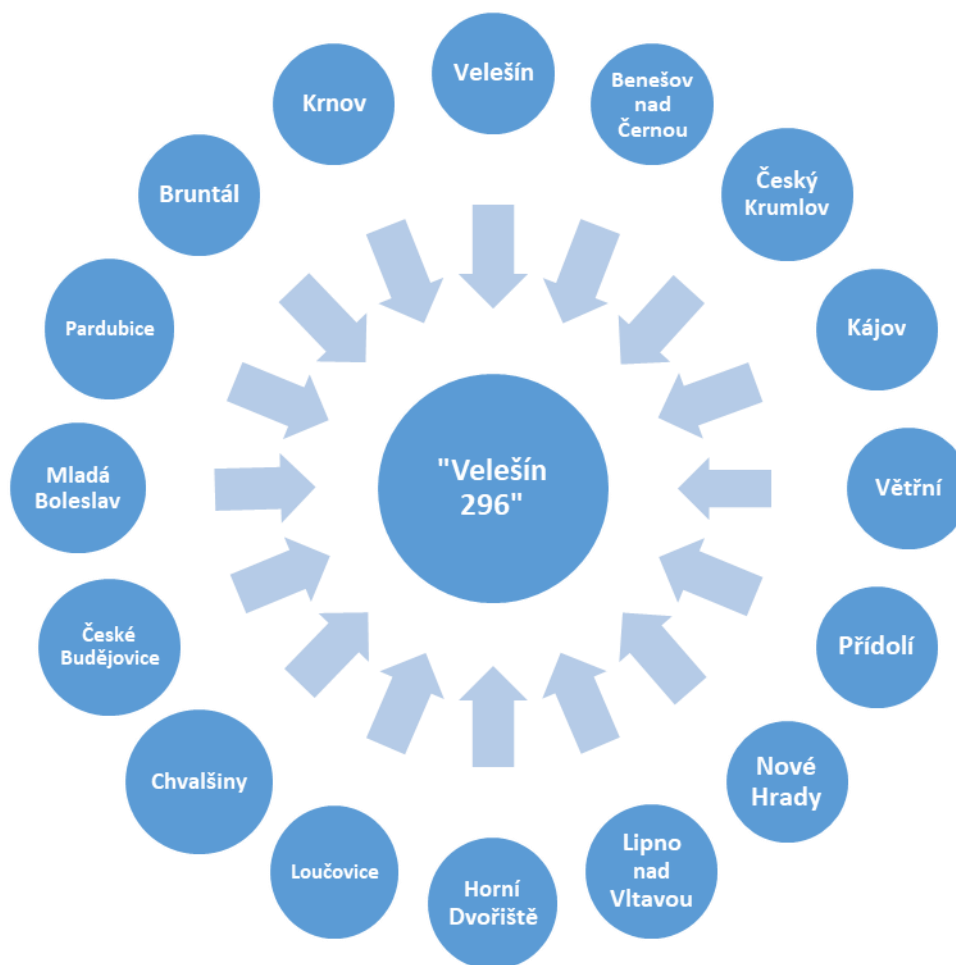 Velešín
Benešov
nad
Černou
Český
Krumlov
Kájov
Větřní
Přídolí
Nové
Hrady
Lipno
nad
Vltavou
Horní
Dvořiště
Loučovice
Chvalšiny
České
Budějovice
Mladá
Boleslav
Pardubice
Bruntál
Krnov
"Velešín
296"